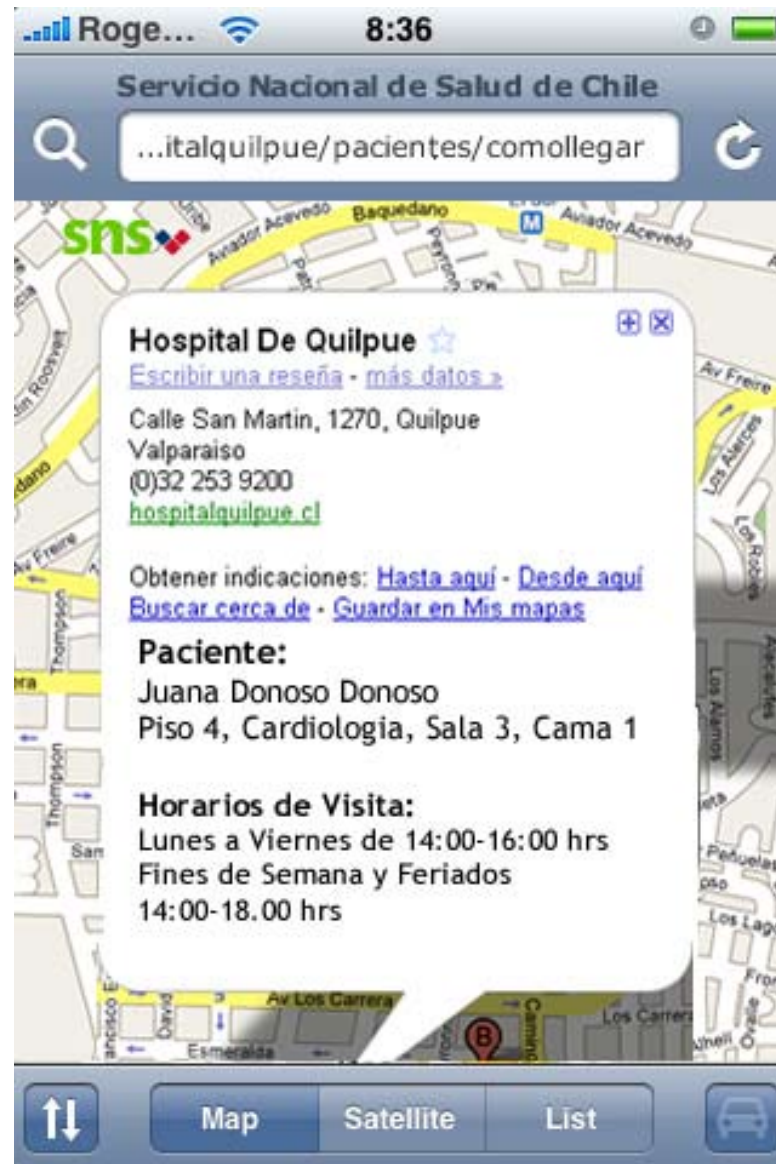 Roge... 8:36
Servicio Nacional de Salud de Chile
...italquilpue/pacientes/comollegar
sns
Baquedano
Aviador Acevedo
Aviador Acevedo
M
Hospital De Quilpue
Escribir una reseña - más datos »
Calle San Martin, 1270, Quilpue
Valparaiso
(0)32 253 9200
hospitalquilpue.cl
Obtener indicaciones: Hasta aquí - Desde aquí
Buscar cerca de - Guardar en Mis mapas
Paciente:
Juana Donoso Donoso
Piso 4, Cardiologia, Sala 3, Cama 1
Horarios de Visita:
Lunes a Viernes de 14:00-16:00 hrs
Fines de Semana y Feriados
14:00-18.00 hrs
Av Freire
Los Alerces
Los Robles
Los Alamos
Av Freire
Thompson
Thompson
Av Los Carrera
Esmeralda
B
Map
Satellite
List